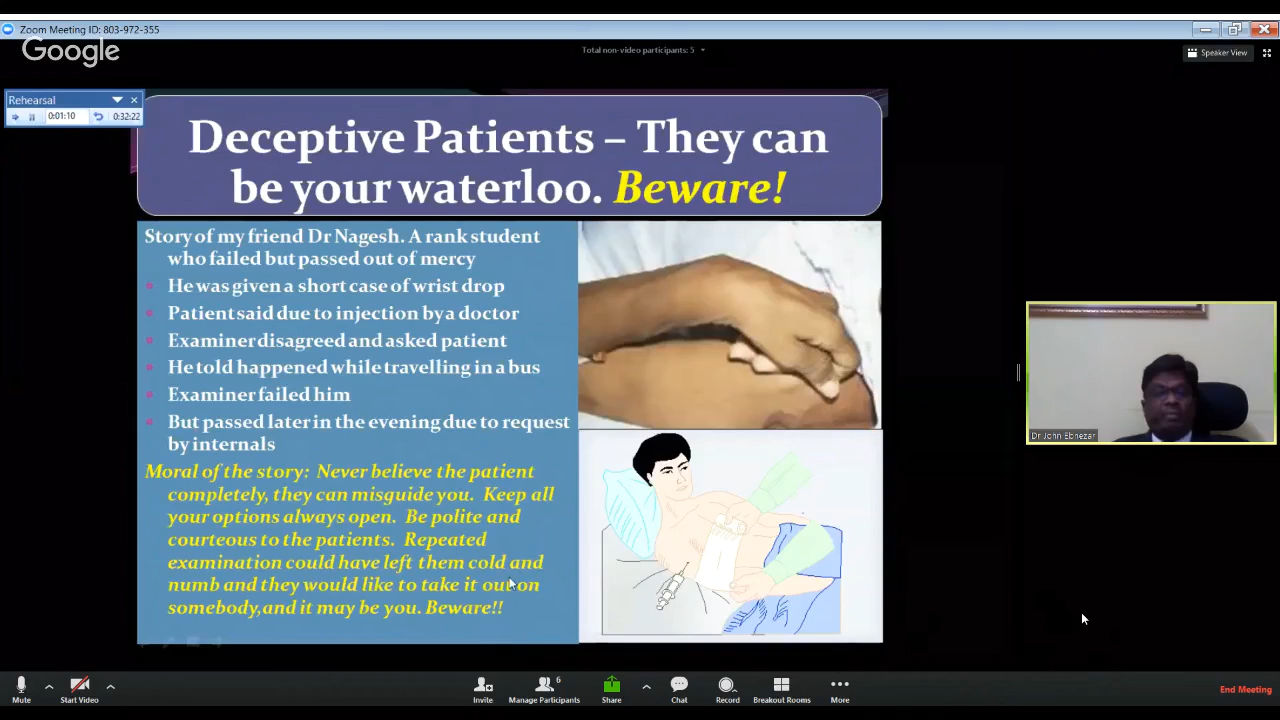 Zoom Meeting ID: 803-972-355
Google
Total non-video participants: 5
Speaker View
Rehearsal
0:01:10
0:32:22
Deceptive Patients – They can
be your waterloo. Beware!
Story of my friend Dr Nagesh. A rank student
who failed but passed out of mercy
He was given a short case of wrist drop
Patient said due to injection by a doctor
Examiner disagreed and asked patient
He told happened while travelling in a bus
Examiner failed him
But passed later in the evening due to request
by internals
Moral of the story: Never believe the patient
completely, they can misguide you. Keep all
your options always open. Be polite and
courteous to the patients. Repeated
examination could have left them cold and
numb and they would like to take it out on
somebody,and it may be you. Beware!!
Dr John Ebnezar
Mute
Start Video
Invite
6
Manage Participants
Share
Chat
Record
Breakout Rooms
More
End Meeting